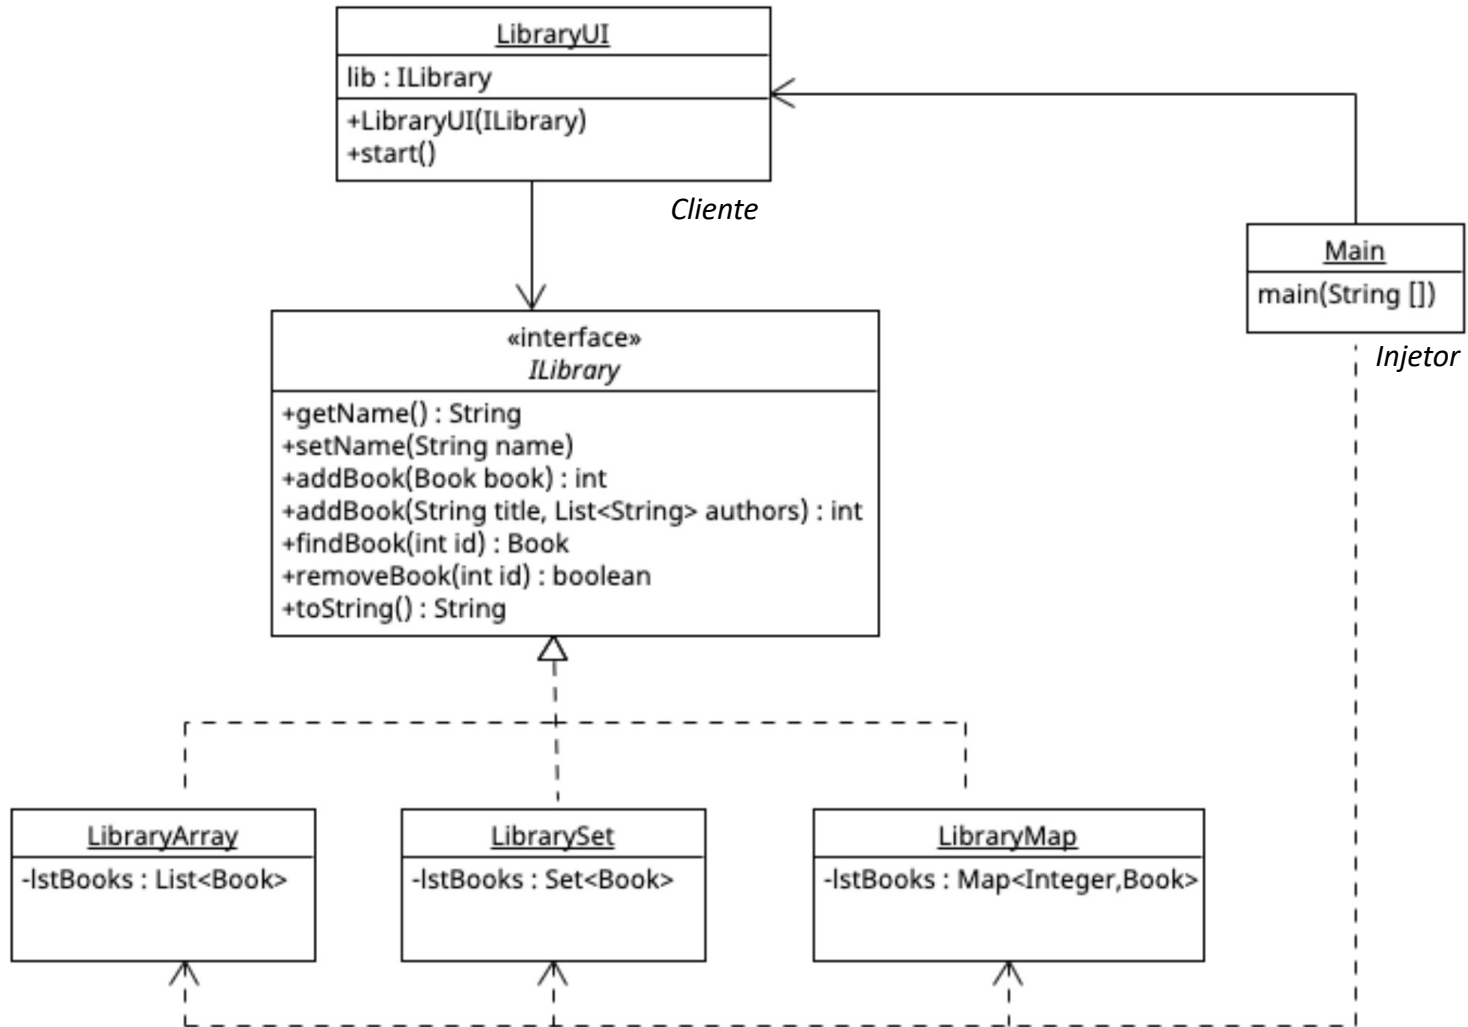 LibraryUI
lib : ILibrary
+LibraryUI(ILibrary)
+start()
Cliente
Main
main(String [])
Injetor
«interface»
ILibrary
+getName() : String
+setName(String name)
+addBook(Book book) : int
+addBook(String title, List<String> authors) : int
+findBook(int id) : Book
+removeBook(int id) : boolean
+toString() : String
LibraryArray
-lstBooks : List<Book>
LibrarySet
-lstBooks : Set<Book>
LibraryMap
-lstBooks : Map<Integer,Book>